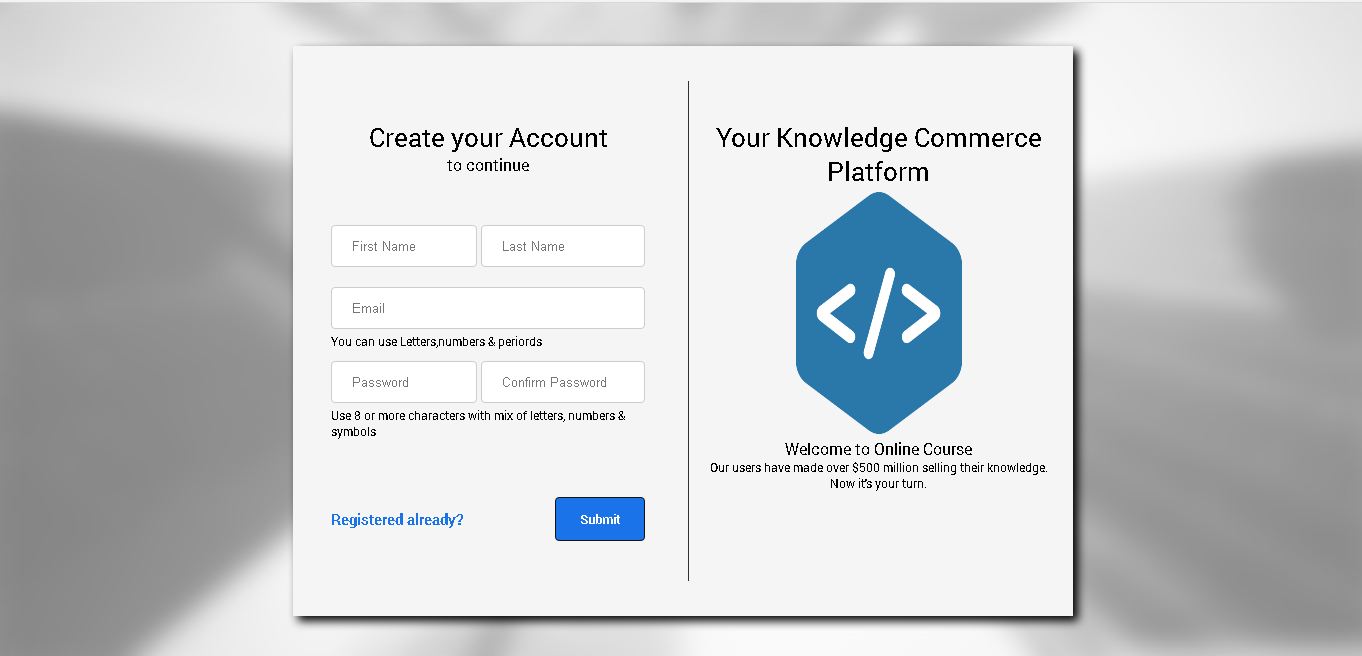 Create your Account
to continue
First Name
Last Name
Email
You can use Letters,numbers & periords
Password
Confirm Password
Use 8 or more characters with mix of letters, numbers &
symbols
Registered already?
Submit
Your Knowledge Commerce
Platform
</>
Welcome to Online Course
Our users have made over $500 million selling their knowledge.
Now it's your turn.